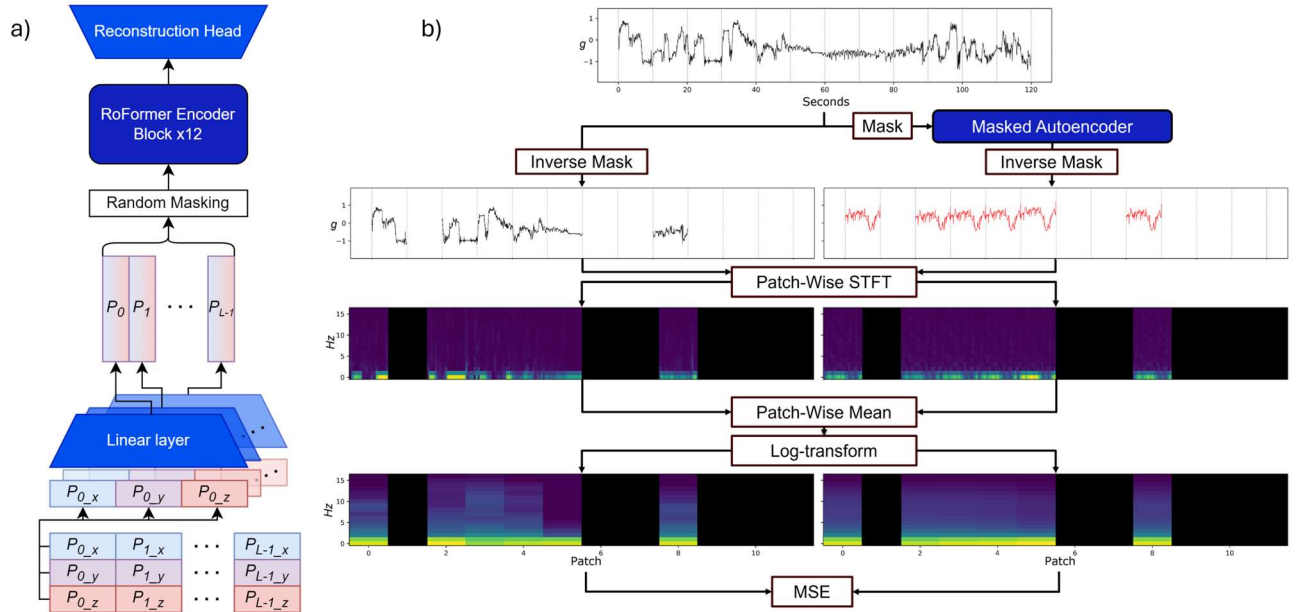 a)
Reconstruction Head
RoFormer Encoder
Block x12
Random Masking
P0 P1 . . . PL-1
Linear layer
. . .
P0_x P0_y P0_z
P0_x P1_x . . . PL-1_x
P0_y P1_y . . . PL-1_y
P0_z P1_z . . . PL-1_z
b)
g
1
0
−1
0 20 40 60 80 100 120
Seconds
Mask
Masked Autoencoder
Inverse Mask
Inverse Mask
g
1
0
−1
Patch-Wise STFT
Hz
15
10
5
0
Patch-Wise Mean
Log-transform
Hz
15
10
5
0
0 2 4 6 8 10
Patch
0 2 4 6 8 10
Patch
MSE